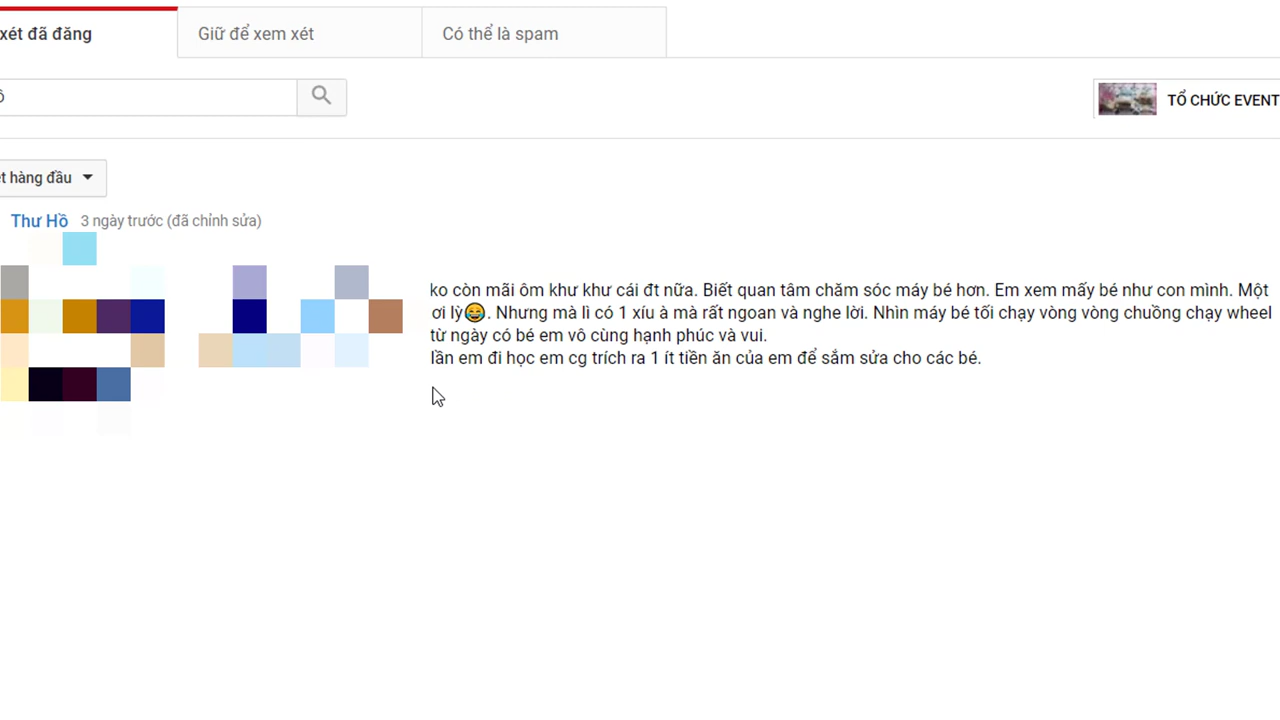 xét đã đăng
Giữ để xem xét
Có thể là spam
TỔ CHỨC EVENT
hàng đầu
Thư Hồ 3 ngày trước (đã chỉnh sửa)
ko còn mãi ôm khư khư cái đt nữa. Biết quan tâm chăm sóc máy bé hơn. Em xem mấy bé như con mình. Một
ơi lỳ😂. Nhưng mà lì có 1 xíu à mà rất ngoan và nghe lời. Nhìn máy bé tối chạy vòng vòng chuồng chạy wheel
từ ngày có bé em vô cùng hạnh phúc và vui.
lần em đi học em cg trích ra 1 ít tiền ăn của em để sắm sửa cho các bé.